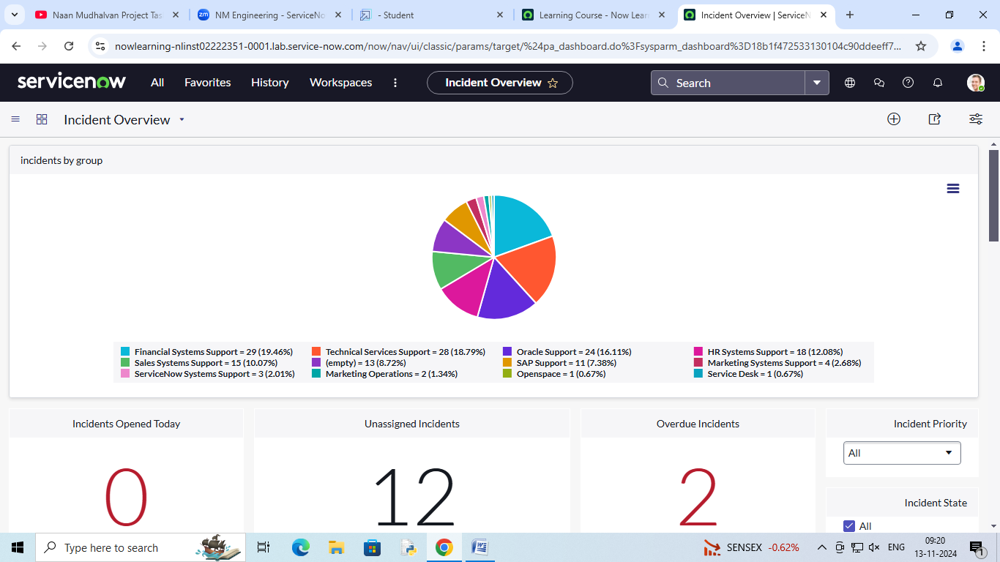 Naan Mudhalvan Project Tas
NM Engineering - ServiceNo
- Student
Learning Course - Now Lear
Incident Overview | ServiceN
nowlearning-nlinst02222351-0001.lab.service-now.com/now/nav/ui/classic/params/target/%24pa_dashboard.do%3Fsysparm_dashboard%3D18b1f472533130104c90ddeeff7...
servicenow
All Favorites History Workspaces
Incident Overview
Search
Incident Overview
incidents by group
Financial Systems Support = 29 (19.46%) Technical Services Support = 28 (18.79%) Oracle Support = 24 (16.11%) HR Systems Support = 18 (12.08%)
Sales Systems Support = 15 (10.07%) (empty) = 13 (8.72%) SAP Support = 11 (7.38%) Marketing Systems Support = 4 (2.68%)
ServiceNow Systems Support = 3 (2.01%) Marketing Operations = 2 (1.34%) Openspace = 1 (0.67%) Service Desk = 1 (0.67%)
Incidents Opened Today
0
Unassigned Incidents
12
Overdue Incidents
2
Incident Priority
All
Incident State
All
Type here to search
SENSEX -0.62%
ENG
09:20
13-11-2024
1